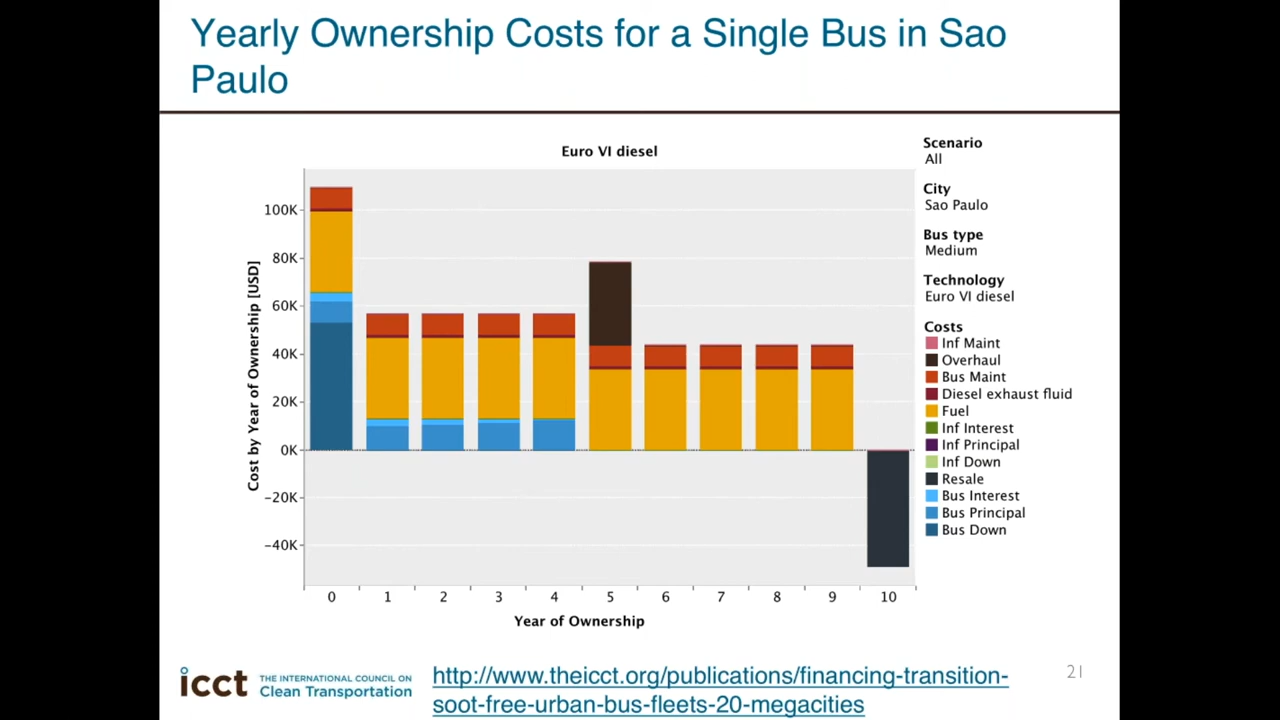 Yearly Ownership Costs for a Single Bus in Sao
Paulo
Euro VI diesel
Cost by Year of Ownership [USD]
100K
80K
60K
40K
20K
0K
−20K
−40K
0 1 2 3 4 5 6 7 8 9 10
Year of Ownership
Scenario
All
City
Sao Paulo
Bus type
Medium
Technology
Euro VI diesel
Costs
Inf Maint
Overhaul
Bus Maint
Diesel exhaust fluid
Fuel
Inf Interest
Inf Principal
Inf Down
Resale
Bus Interest
Bus Principal
Bus Down
icct
THE INTERNATIONAL COUNCIL ON
Clean Transportation
http://www.theicct.org/publications/financing-transition-
soot-free-urban-bus-fleets-20-megacities
21